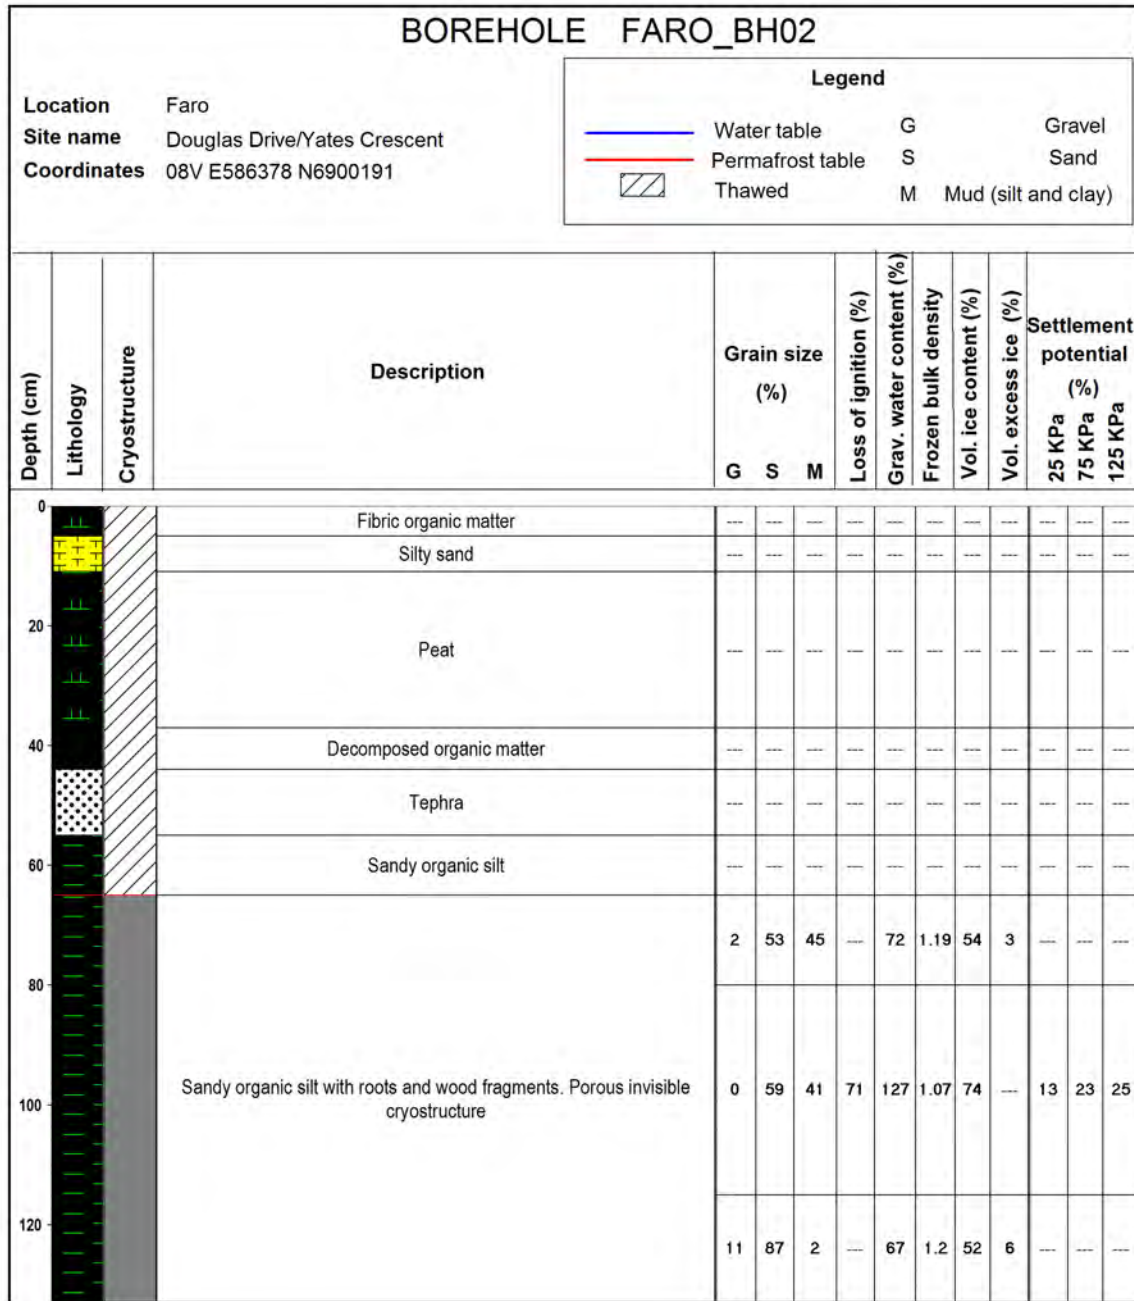 BOREHOLE FARO_BH02
Location Faro
Site name Douglas Drive/Yates Crescent
Coordinates 08V E586378 N6900191
Legend
Water table G Gravel
Permafrost table S Sand
Thawed M Mud (silt and clay)
Depth (cm)
Lithology
Cryostructure
Description
Grain size
(%)
G S M
Loss of ignition (%)
Grav. water content (%)
Frozen bulk density
Vol. ice content (%)
Vol. excess ice (%)
Settlement
potential
(%)
25 KPa
75 KPa
125 KPa
0
Fibric organic matter --- --- --- --- --- --- --- --- --- --- ---
Silty sand --- --- --- --- --- --- --- --- --- --- ---
20
Peat --- --- --- --- --- --- --- --- --- --- ---
40
Decomposed organic matter --- --- --- --- --- --- --- --- --- --- ---
Tephra --- --- --- --- --- --- --- --- --- --- ---
60
Sandy organic silt --- --- --- --- --- --- --- --- --- --- ---
2 53 45 --- 72 1.19 54 3 --- --- ---
80
Sandy organic silt with roots and wood fragments. Porous invisible
cryostructure
0 59 41 71 127 1.07 74 --- 13 23 25
100
120
11 87 2 --- 67 1.2 52 6 --- --- ---